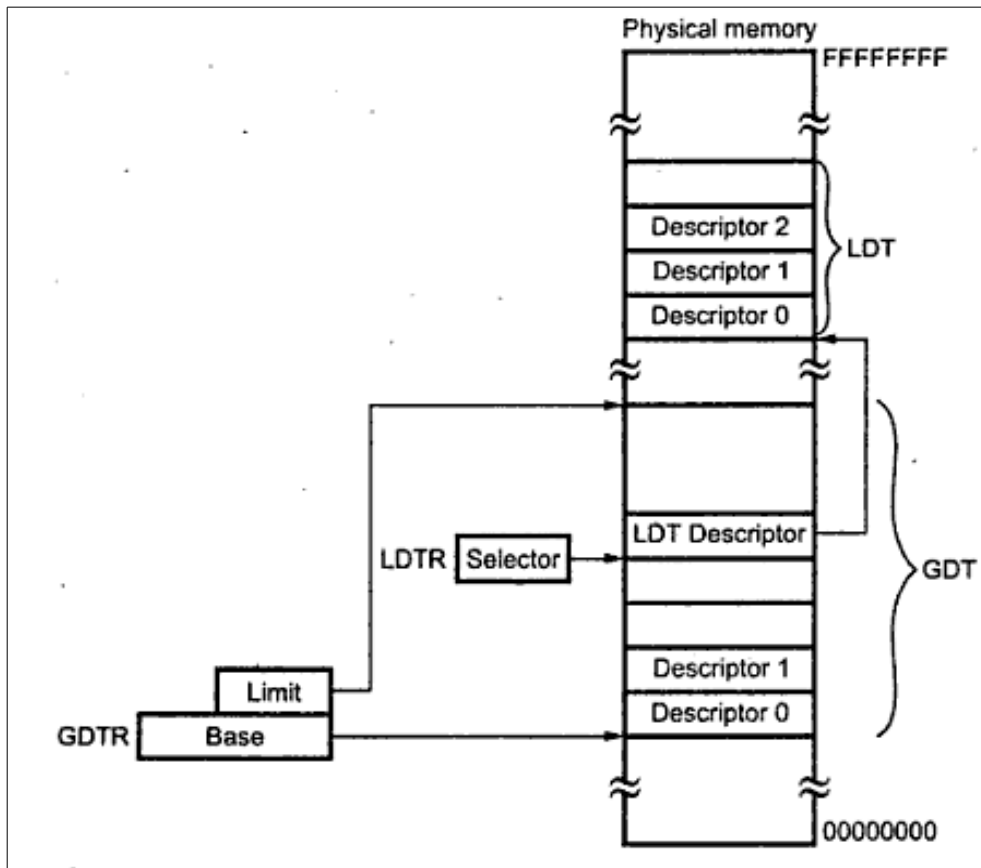 Physical memory
FFFFFFFF
Descriptor 2
LDT
Descriptor 1
Descriptor 0
LDT Descriptor
LDTR Selector
GDT
Descriptor 1
Limit
Descriptor 0
GDTR Base
00000000